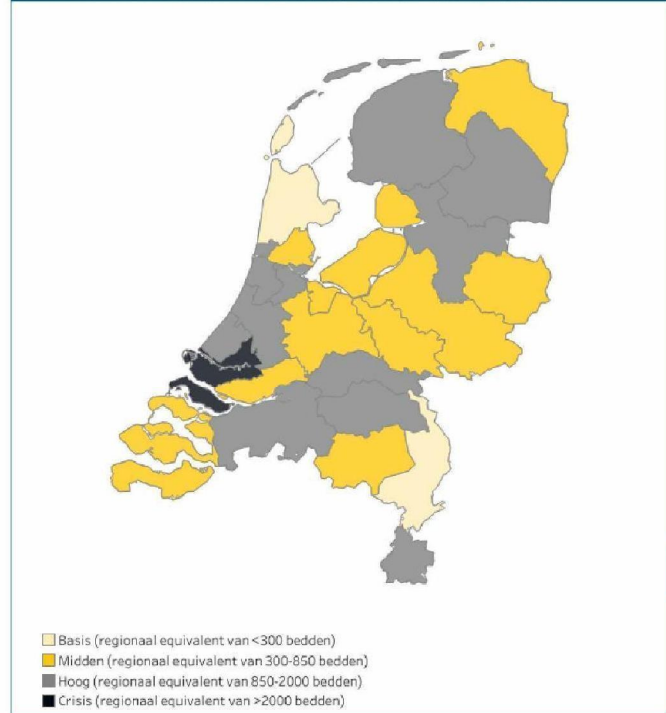 Basis (regionaal equivalent van <300 bedden)
Midden (regionaal equivalent van 300-850 bedden)
Hoog (regionaal equivalent van 850-2000 bedden)
Crisis (regionaal equivalent van >2000 bedden)